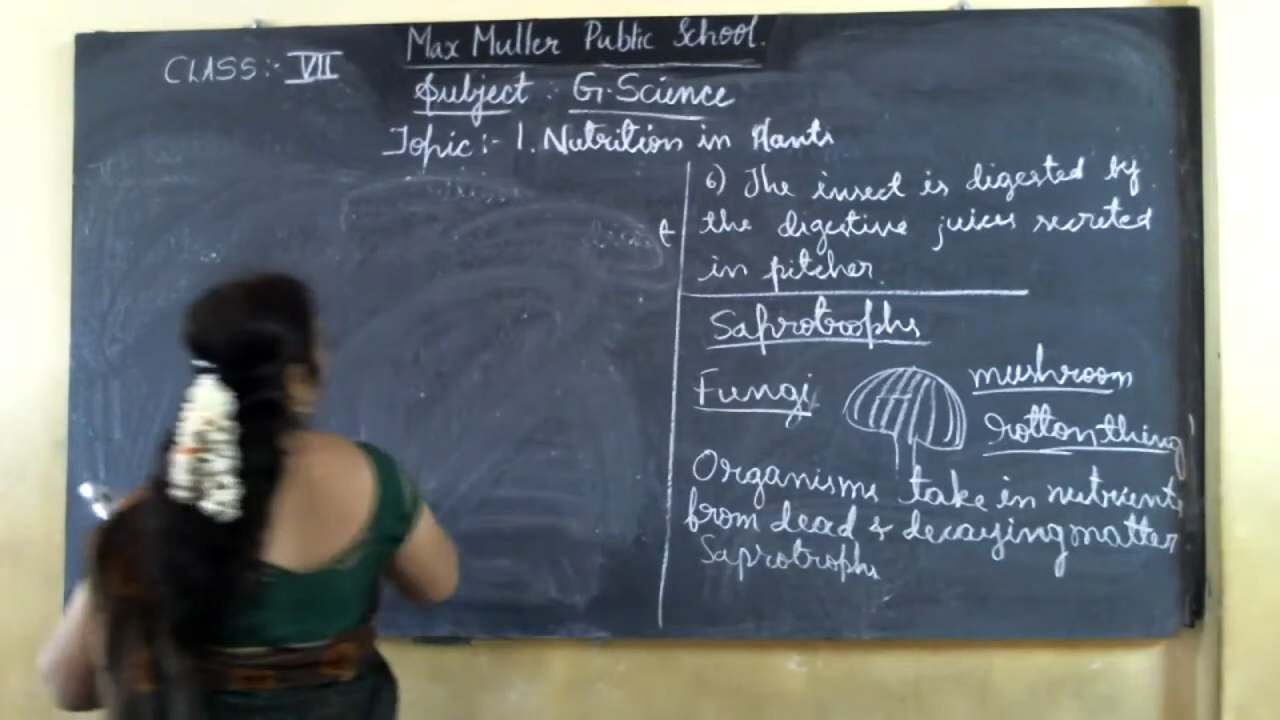 Max Muller Public School.
CLASS:- VII
Subject : G.Science
Topic:- 1. Nutrition in Plants
6) The insect is digested by
the digestive juices secreted
in pitcher.
Saprotrophs
Fungi
mushroom
rotton thing
Organisms take in nutrients
from dead & decaying matter
Saprotrophs